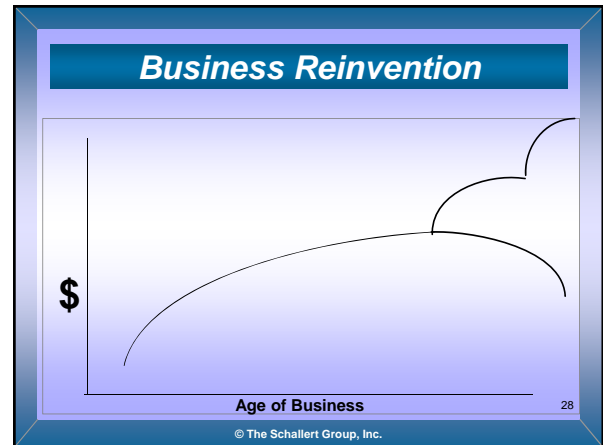 Business Reinvention
$
Age of Business
28
© The Schallert Group, Inc.